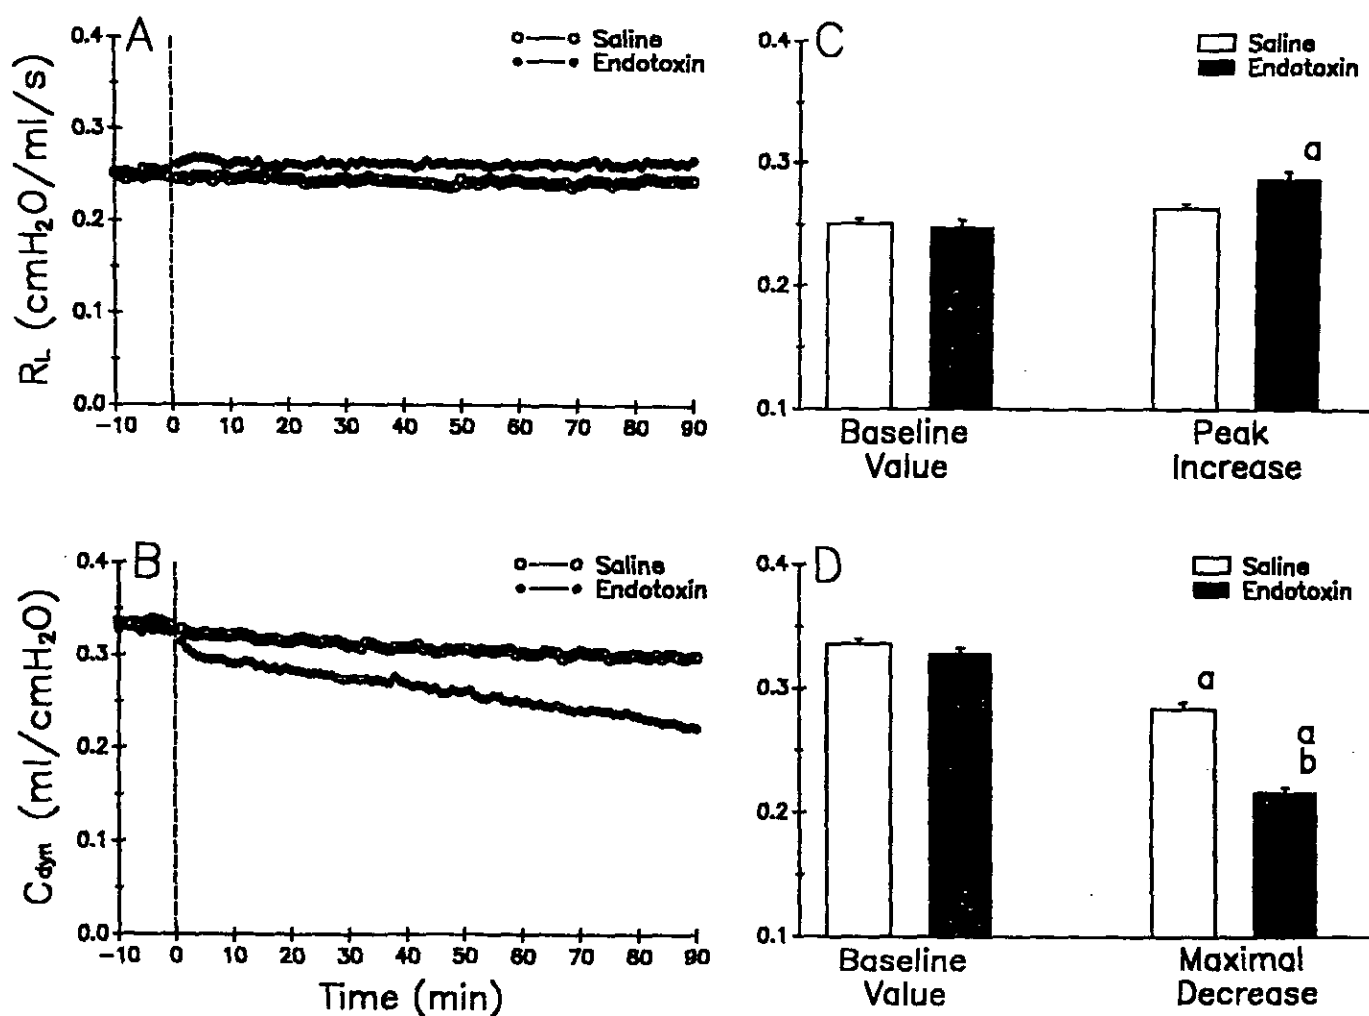 A
Saline
Endotoxin
RL (cmH2O/ml/s)
0.4
0.3
0.2
0.1
0.0
-10 0 10 20 30 40 50 60 70 80 90
C
Saline
Endotoxin
0.4
0.3
0.2
0.1
a
Baseline Value
Peak Increase
B
Saline
Endotoxin
Cdyn (ml/cmH2O)
0.4
0.3
0.2
0.1
0.0
-10 0 10 20 30 40 50 60 70 80 90
Time (min)
D
Saline
Endotoxin
0.4
0.3
0.2
0.1
a
a
b
Baseline
Value
Maximal
Decrease